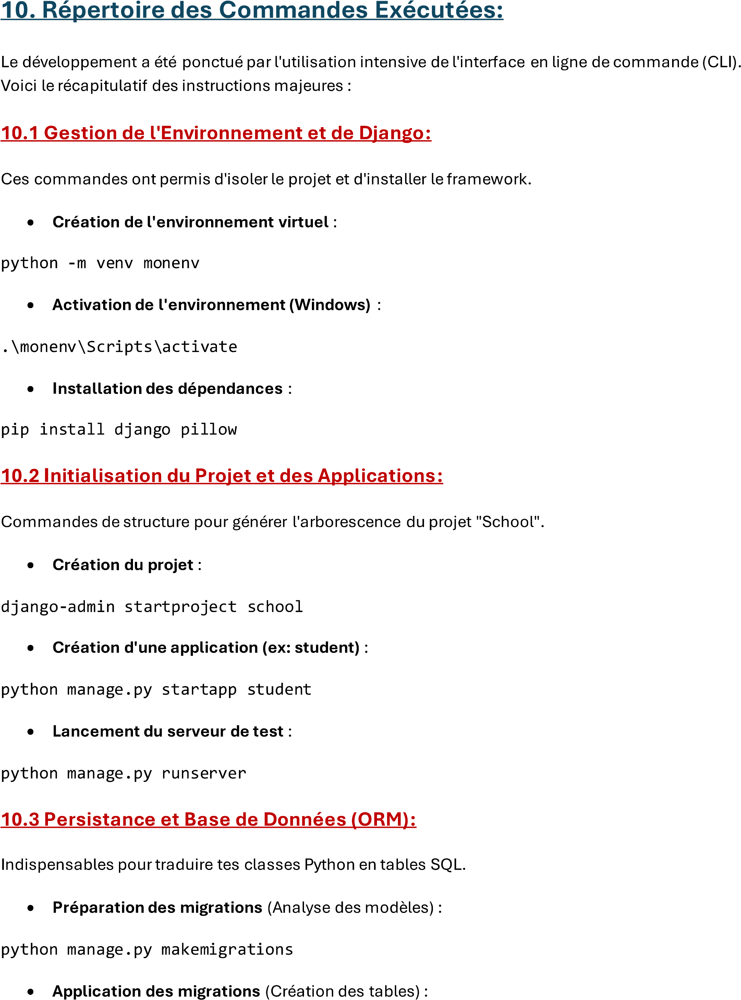 10. Répertoire des Commandes Exécutées:
Le développement a été ponctué par l'utilisation intensive de l'interface en ligne de commande (CLI).
Voici le récapitulatif des instructions majeures :
10.1 Gestion de l'Environnement et de Django:
Ces commandes ont permis d'isoler le projet et d'installer le framework.
• Création de l'environnement virtuel :
python -m venv monenv
• Activation de l'environnement (Windows) :
.\monenv\Scripts\activate
• Installation des dépendances :
pip install django pillow
10.2 Initialisation du Projet et des Applications:
Commandes de structure pour générer l'arborescence du projet "School".
• Création du projet :
django-admin startproject school
• Création d'une application (ex: student) :
python manage.py startapp student
• Lancement du serveur de test :
python manage.py runserver
10.3 Persistance et Base de Données (ORM):
Indispensables pour traduire tes classes Python en tables SQL.
• Préparation des migrations (Analyse des modèles) :
python manage.py makemigrations
• Application des migrations (Création des tables) :